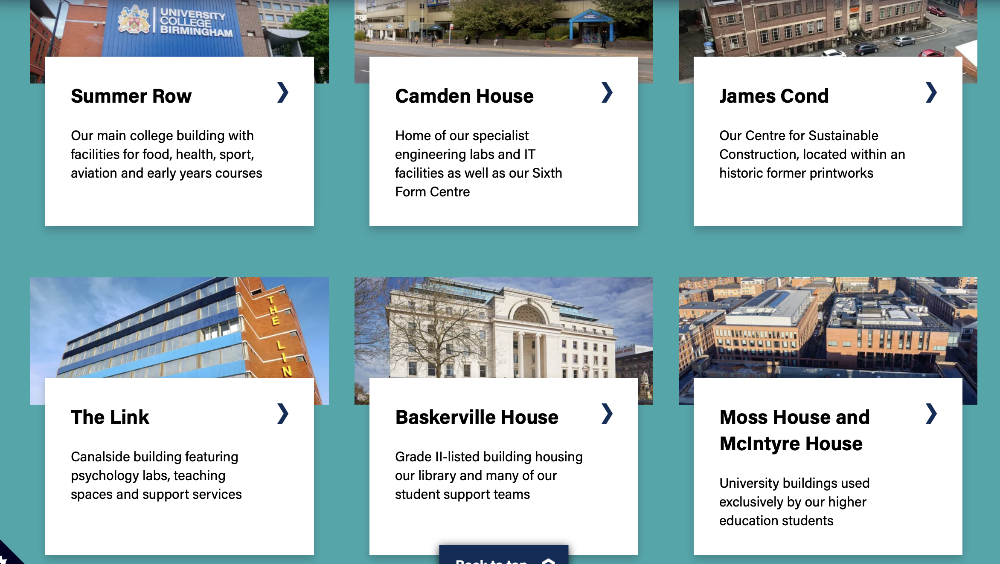 UNIVERSITY
COLLEGE
BIRMINGHAM
Summer Row
Our main college building with
facilities for food, health, sport,
aviation and early years courses
Camden House
Home of our specialist
engineering labs and IT
facilities as well as our Sixth
Form Centre
James Cond
Our Centre for Sustainable
Construction, located within an
historic former printworks
THE LIN
The Link
Canalside building featuring
psychology labs, teaching
spaces and support services
HOTEL
Baskerville House
Grade II-listed building housing
our library and many of our
student support teams
Moss House and
McIntyre House
University buildings used
exclusively by our higher
education students
Back to top